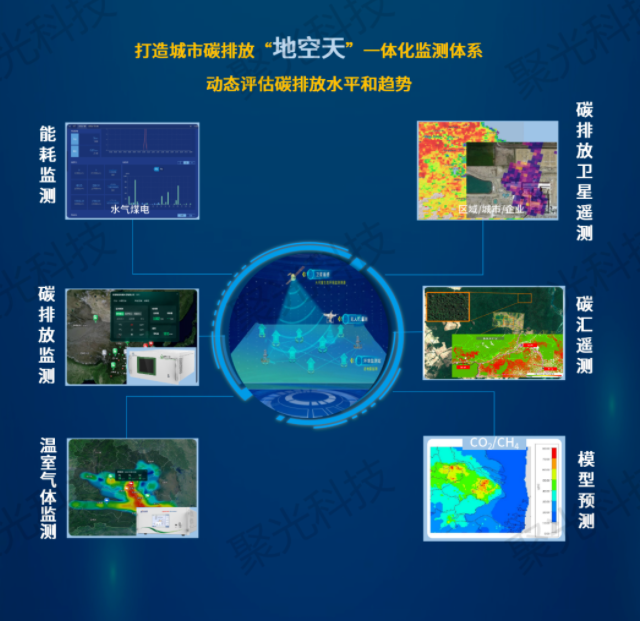 打造城市碳排放“地空天”一体化监测体系
动态评估碳排放水平和趋势
能耗监测
水气煤电
碳排放卫星遥测
区域/城市/企业
碳排放监测
碳汇遥测
温室气体监测
CO₂/CH₄
模型预测
聚光科技